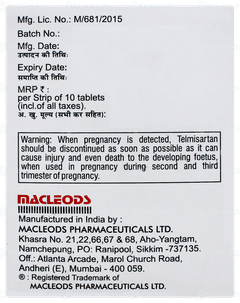 Mfg. Lic. No.: M/681/2015
Batch No.:
Mfg. Date:
उत्पादन की तिथि:
Expiry Date:
समाप्ति की तिथि:
MRP ₹ :
per Strip of 10 tablets
(incl.of all taxes).
अ. खु. मूल्य (सभी कर सहित):
Warning: When pregnancy is detected, Telmisartan
should be discontinued as soon as possible as it can
cause injury and even death to the developing foetus,
when used in pregnancy during second and third
trimester of pregnancy.
MACLEODS
Manufactured in India by :
MACLEODS PHARMACEUTICALS LTD.
Khasra No. 21,22,66,67 & 68, Aho-Yangtam,
Namchepung, PO: Ranipool, Sikkim -737135.
Off.: Atlanta Arcade, Marol Church Road,
Andheri (E), Mumbai - 400 059.
® : Registered Trademark of
MACLEODS PHARMACEUTICALS LTD.